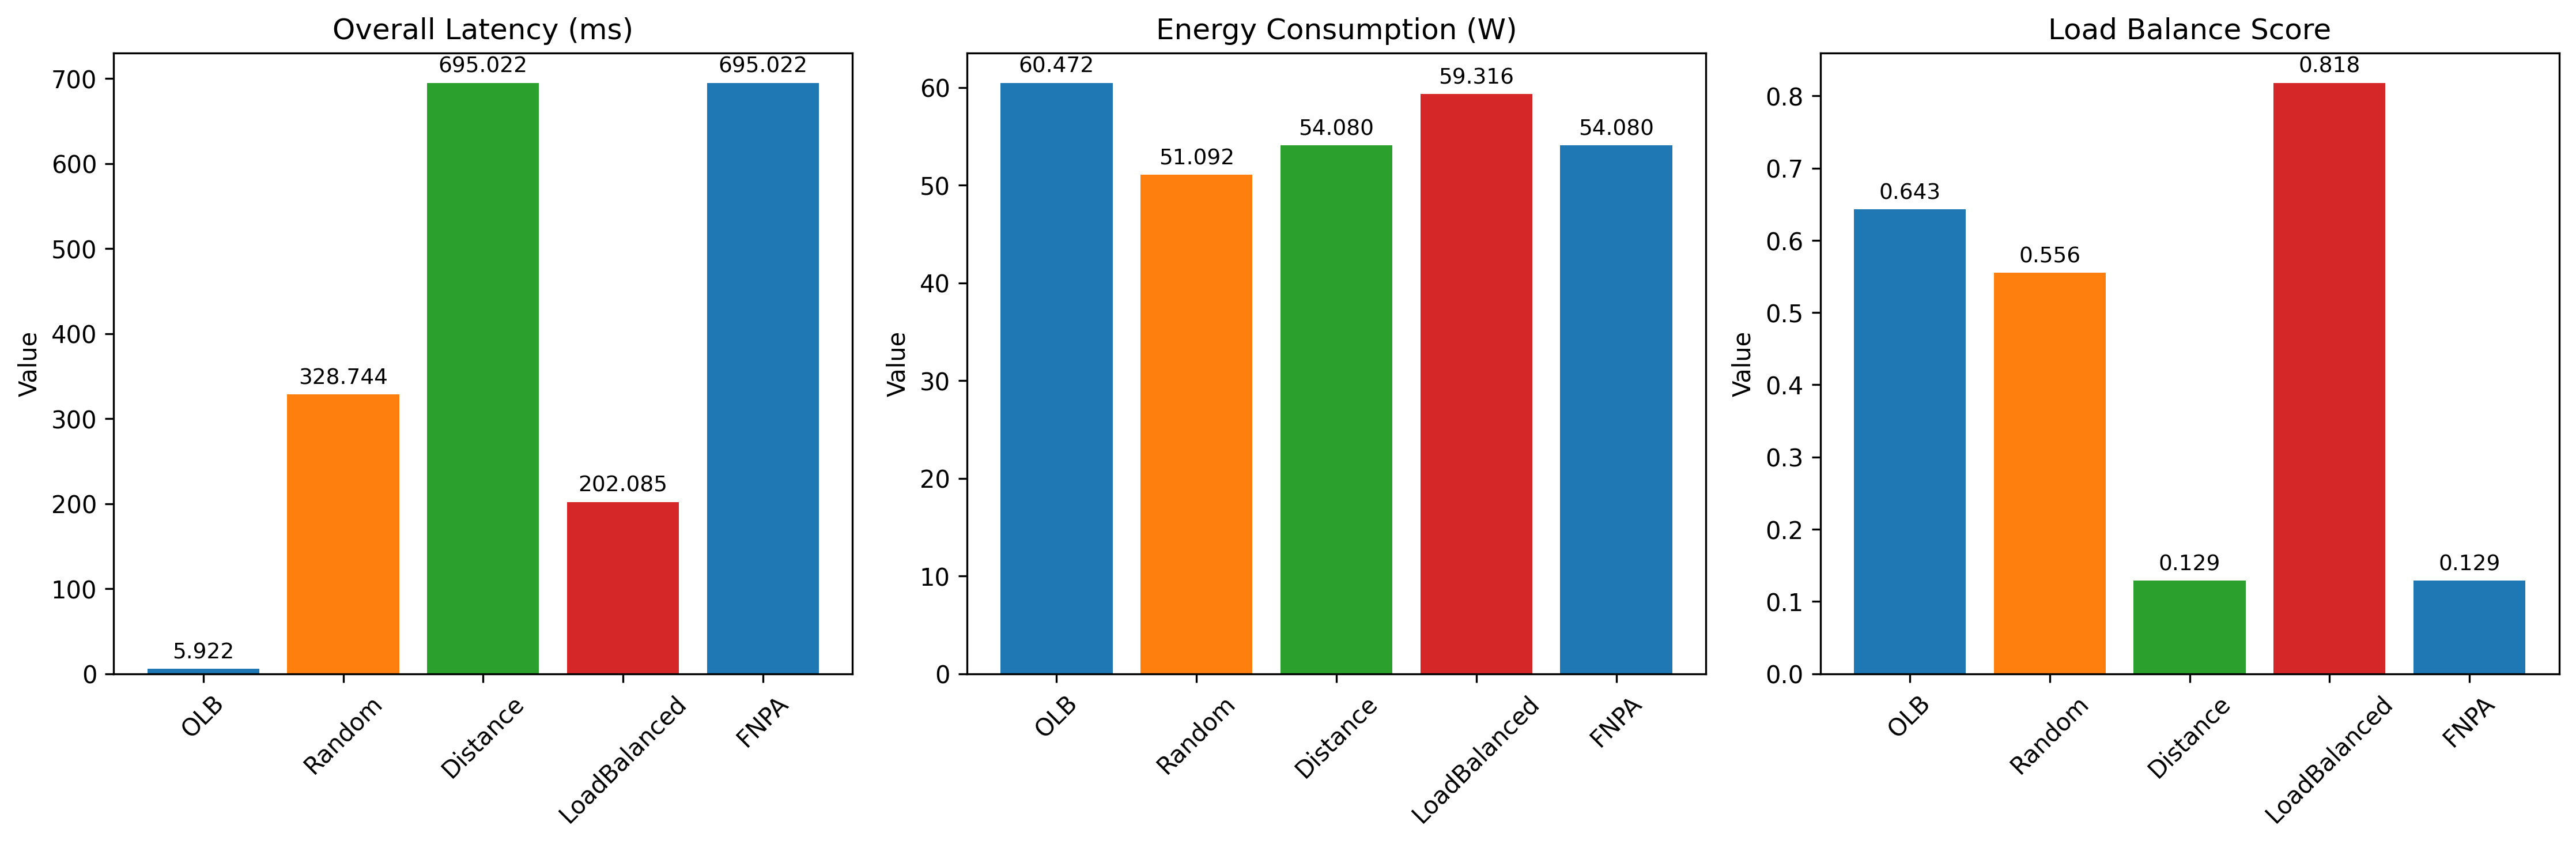 Overall Latency (ms)
Value
700
600
500
400
300
200
100
0
5.922
328.744
695.022
202.085
695.022
OLB
Random
Distance
LoadBalanced
FNPA
Energy Consumption (W)
Value
60
50
40
30
20
10
0
60.472
51.092
54.080
59.316
54.080
OLB
Random
Distance
LoadBalanced
FNPA
Load Balance Score
Value
0.8
0.7
0.6
0.5
0.4
0.3
0.2
0.1
0.0
0.643
0.556
0.129
0.818
0.129
OLB
Random
Distance
LoadBalanced
FNPA